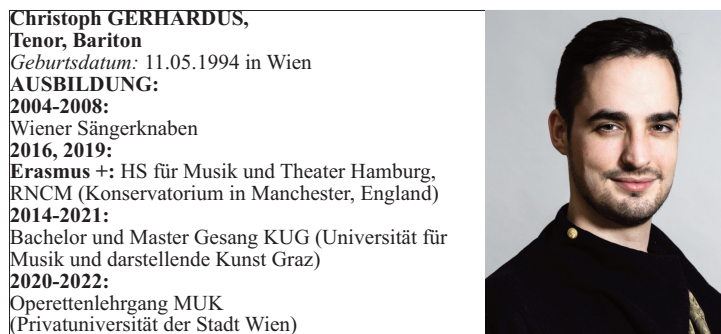 Christoph GERHARDUS,
Tenor, Bariton
Geburtsdatum: 11.05.1994 in Wien
AUSBILDUNG:
2004-2008:
Wiener Sängerknaben
2016, 2019:
Erasmus +: HS für Musik und Theater Hamburg,
RNCM (Konservatorium in Manchester, England)
2014-2021:
Bachelor und Master Gesang KUG (Universität für
Musik und darstellende Kunst Graz)
2020-2022:
Operettenlehrgang MUK
(Privatuniversität der Stadt Wien)